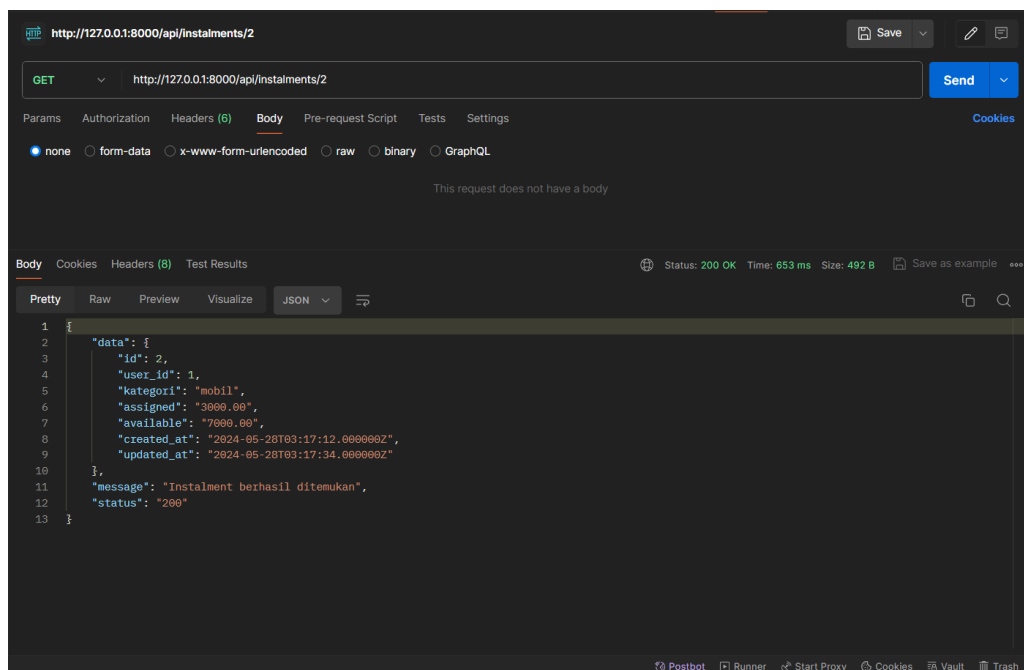 HTTP http://127.0.0.1:8000/api/instalments/2 Save
GET http://127.0.0.1:8000/api/instalments/2 Send
Params Authorization Headers (6) Body Pre-request Script Tests Settings Cookies
none form-data x-www-form-urlencoded raw binary GraphQL
This request does not have a body
Body Cookies Headers (8) Test Results Status: 200 OK Time: 653 ms Size: 492 B Save as example
Pretty Raw Preview Visualize JSON
1 {
2 "data": {
3 "id": 2,
4 "user_id": 1,
5 "kategori": "mobil",
6 "assigned": "3000.00",
7 "available": "7000.00",
8 "created_at": "2024-05-28T03:17:12.000000Z",
9 "updated_at": "2024-05-28T03:17:34.000000Z"
10 },
11 "message": "Instalment berhasil ditemukan",
12 "status": "200"
13 }
Postbot Runner Start Proxy Cookies Vault Trash